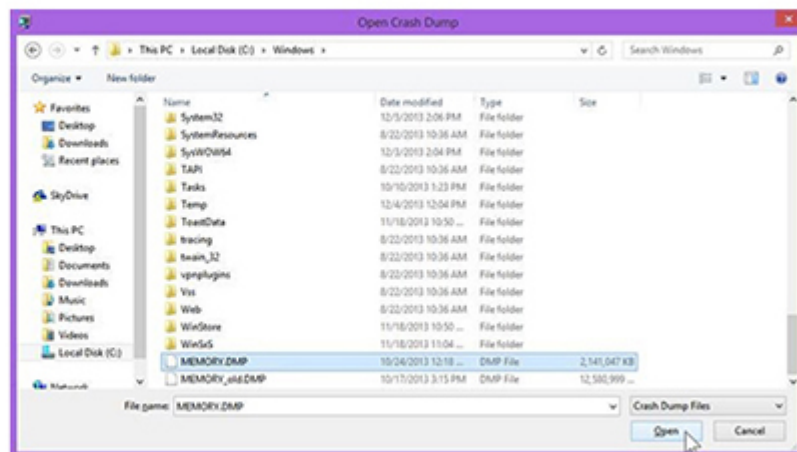 Open Crash Dump
This PC Local Disk (C:) Windows
Search Windows
Organize New folder
Name Date modified Type Size
Favorites
Desktop
Downloads
Recent places
SkyDrive
This PC
Desktop
Documents
Downloads
Music
Pictures
Videos
Local Disk (C:)
Network
System32 12/3/2013 2:06 PM File folder
SystemResources 8/22/2013 10:36 AM File folder
SysWOW64 12/3/2013 2:04 PM File folder
TAPI 8/22/2013 10:36 AM File folder
Tasks 10/10/2013 1:23 PM File folder
Temp 12/4/2013 12:04 PM File folder
ToastData 11/18/2013 10:50 ... File folder
tracing 8/22/2013 10:36 AM File folder
twain_32 8/22/2013 10:36 AM File folder
vpnplugins 8/22/2013 10:36 AM File folder
Vss 8/22/2013 10:36 AM File folder
Web 8/22/2013 10:36 AM File folder
WinStore 11/18/2013 10:50 ... File folder
WinSxS 11/18/2013 11:04 ... File folder
MEMORY.DMP 10/24/2013 12:18 ... DMP File 2,141,047 KB
MEMORY_old.DMP 10/17/2013 3:15 PM DMP File 12,580,999 ...
File name: MEMORY.DMP
Crash Dump Files
Open Cancel